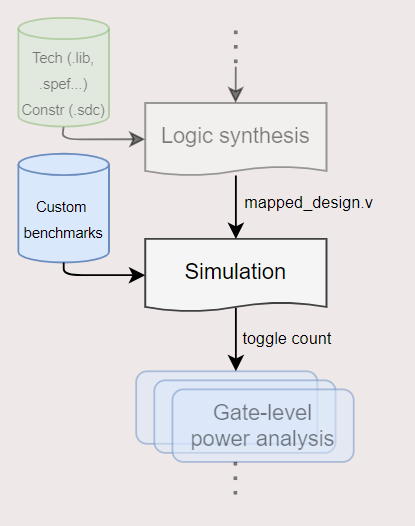 Tech (.lib,
.spef...)
Constr (.sdc)
Logic synthesis
mapped_design.v
Custom
benchmarks
Simulation
toggle count
Gate-level
power analysis